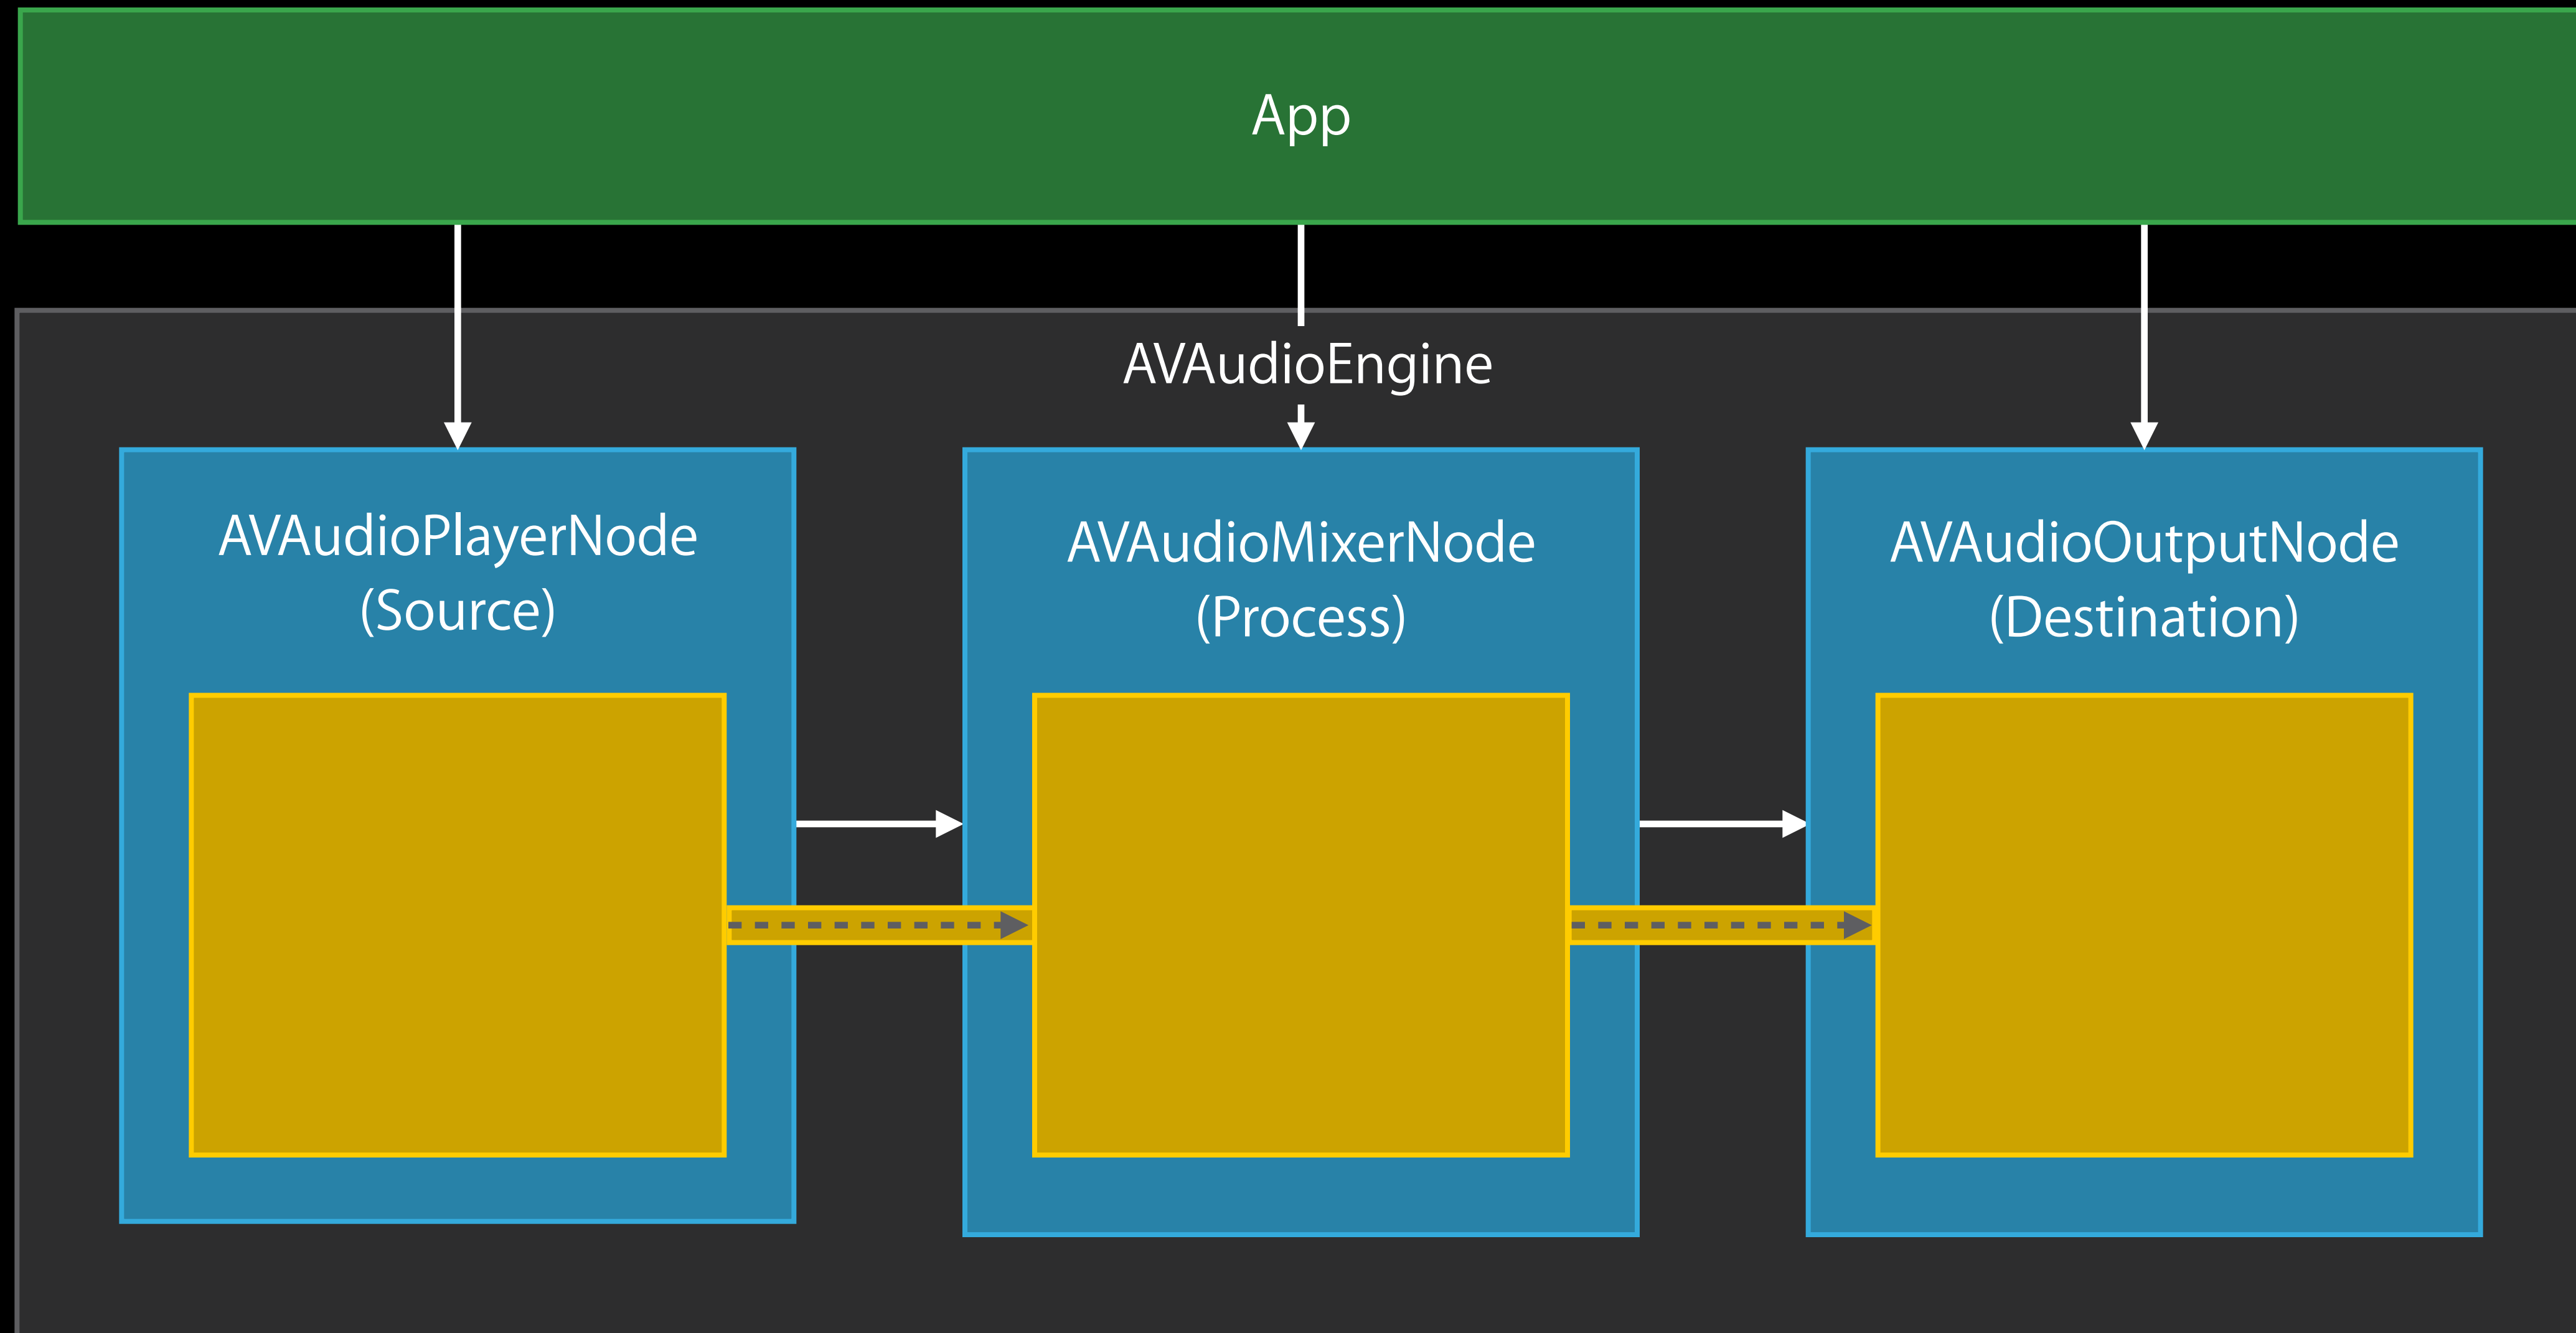 App
AVAudioEngine
AVAudioPlayerNode
(Source)
AVAudioMixerNode
(Process)
AVAudioOutputNode
(Destination)